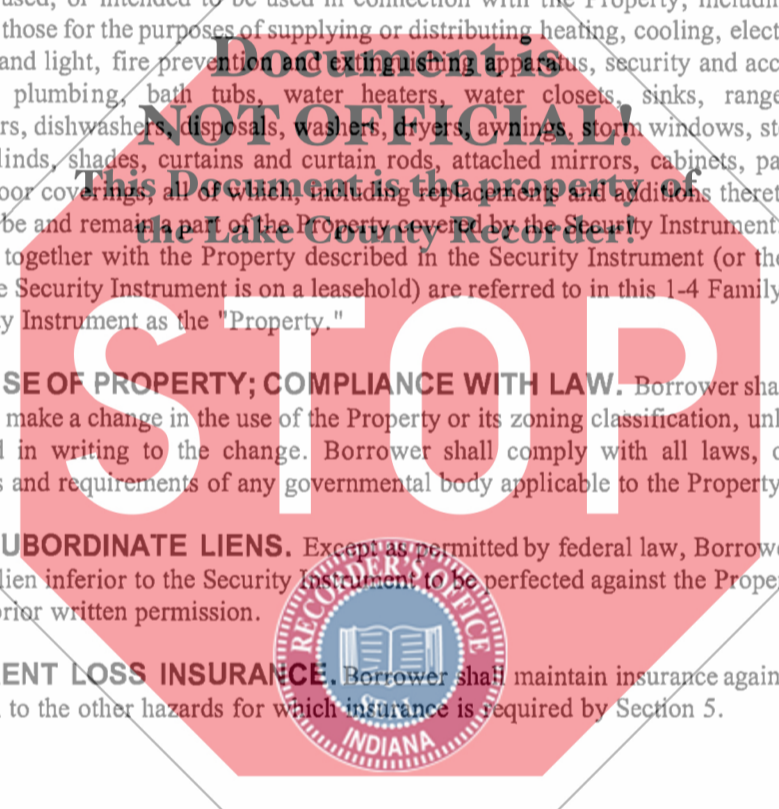 used, or intended to be used in connection with the Property, includin
those for the purposes of supplying or distributing heating, cooling, elect
and light, fire prevention and extinguishing apparatus, security and acc
plumbing, bath tubs, water heaters, water closets, sinks, range
rs, dishwashers, disposals, washers, dryers, awnings, storm windows, st
linds, shades, curtains and curtain rods, attached mirrors, cabinets, pa
oor coverings, all of which, including replacements and additions theret
be and remain a part of the Property covered by the Security Instrument
together with the Property described in the Security Instrument (or the
e Security Instrument is on a leasehold) are referred to in this 1-4 Family
y Instrument as the "Property."
Document is
NOT OFFICIAL!
This Document is the property of
the Lake County Recorder!
STOP
SE OF PROPERTY; COMPLIANCE WITH LAW. Borrower sha
make a change in the use of the Property or its zoning classification, unl
d in writing to the change. Borrower shall comply with all laws, o
s and requirements of any governmental body applicable to the Property
UBORDINATE LIENS. Except as permitted by federal law, Borrowe
lien inferior to the Security Instrument to be perfected against the Prope
rior written permission.
ENT LOSS INSURANCE. Borrower shall maintain insurance again
to the other hazards for which insurance is required by Section 5.
RECORDER'S OFFICE
SEAL
INDIANA